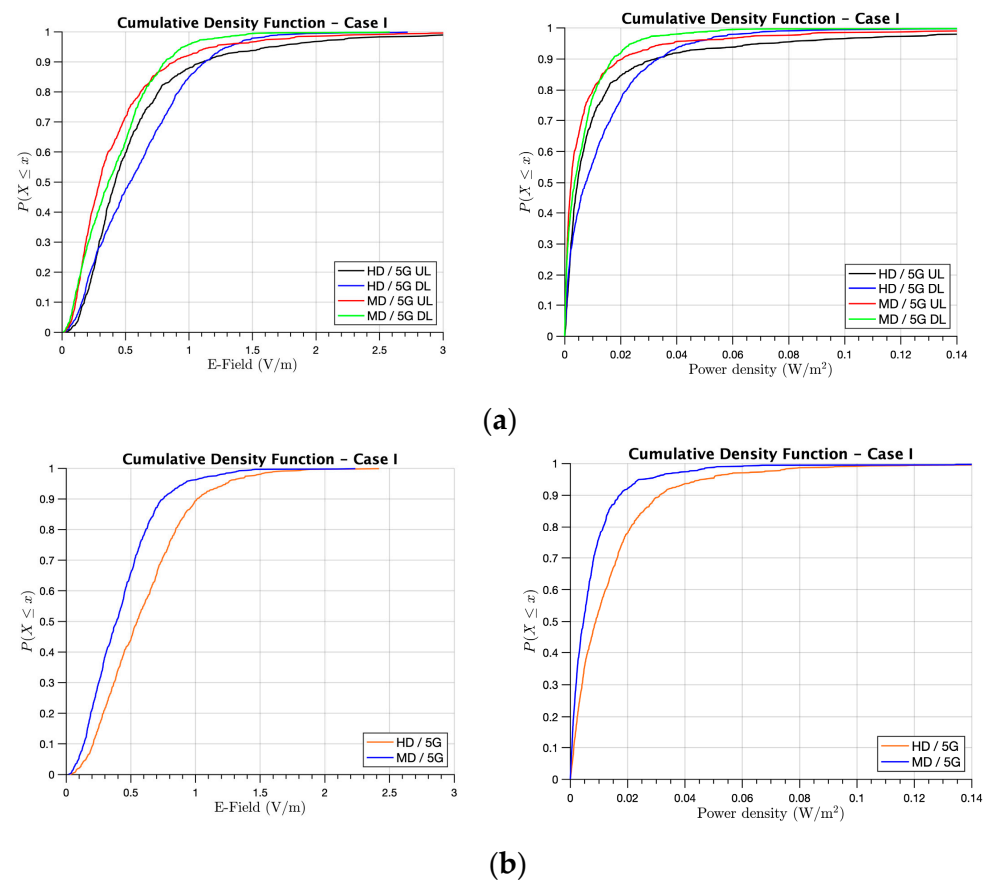 Cumulative Density Function – Case I
1
0.9
0.8
0.7
0.6
0.5
0.4
0.3
0.2
0.1
0
P(X ≤ x)
HD / 5G UL
HD / 5G DL
MD / 5G UL
MD / 5G DL
0 0.5 1 1.5 2 2.5 3
E-Field (V/m)
Cumulative Density Function – Case I
1
0.9
0.8
0.7
0.6
0.5
0.4
0.3
0.2
0.1
0
P(X ≤ x)
HD / 5G UL
HD / 5G DL
MD / 5G UL
MD / 5G DL
0 0.02 0.04 0.06 0.08 0.1 0.12 0.14
Power density (W/m²)
(a)
Cumulative Density Function – Case I
1
0.9
0.8
0.7
0.6
0.5
0.4
0.3
0.2
0.1
0
P(X ≤ x)
HD / 5G
MD / 5G
0 0.5 1 1.5 2 2.5 3
E-Field (V/m)
Cumulative Density Function – Case I
1
0.9
0.8
0.7
0.6
0.5
0.4
0.3
0.2
0.1
0
P(X ≤ x)
HD / 5G
MD / 5G
0 0.02 0.04 0.06 0.08 0.1 0.12 0.14
Power density (W/m²)
(b)